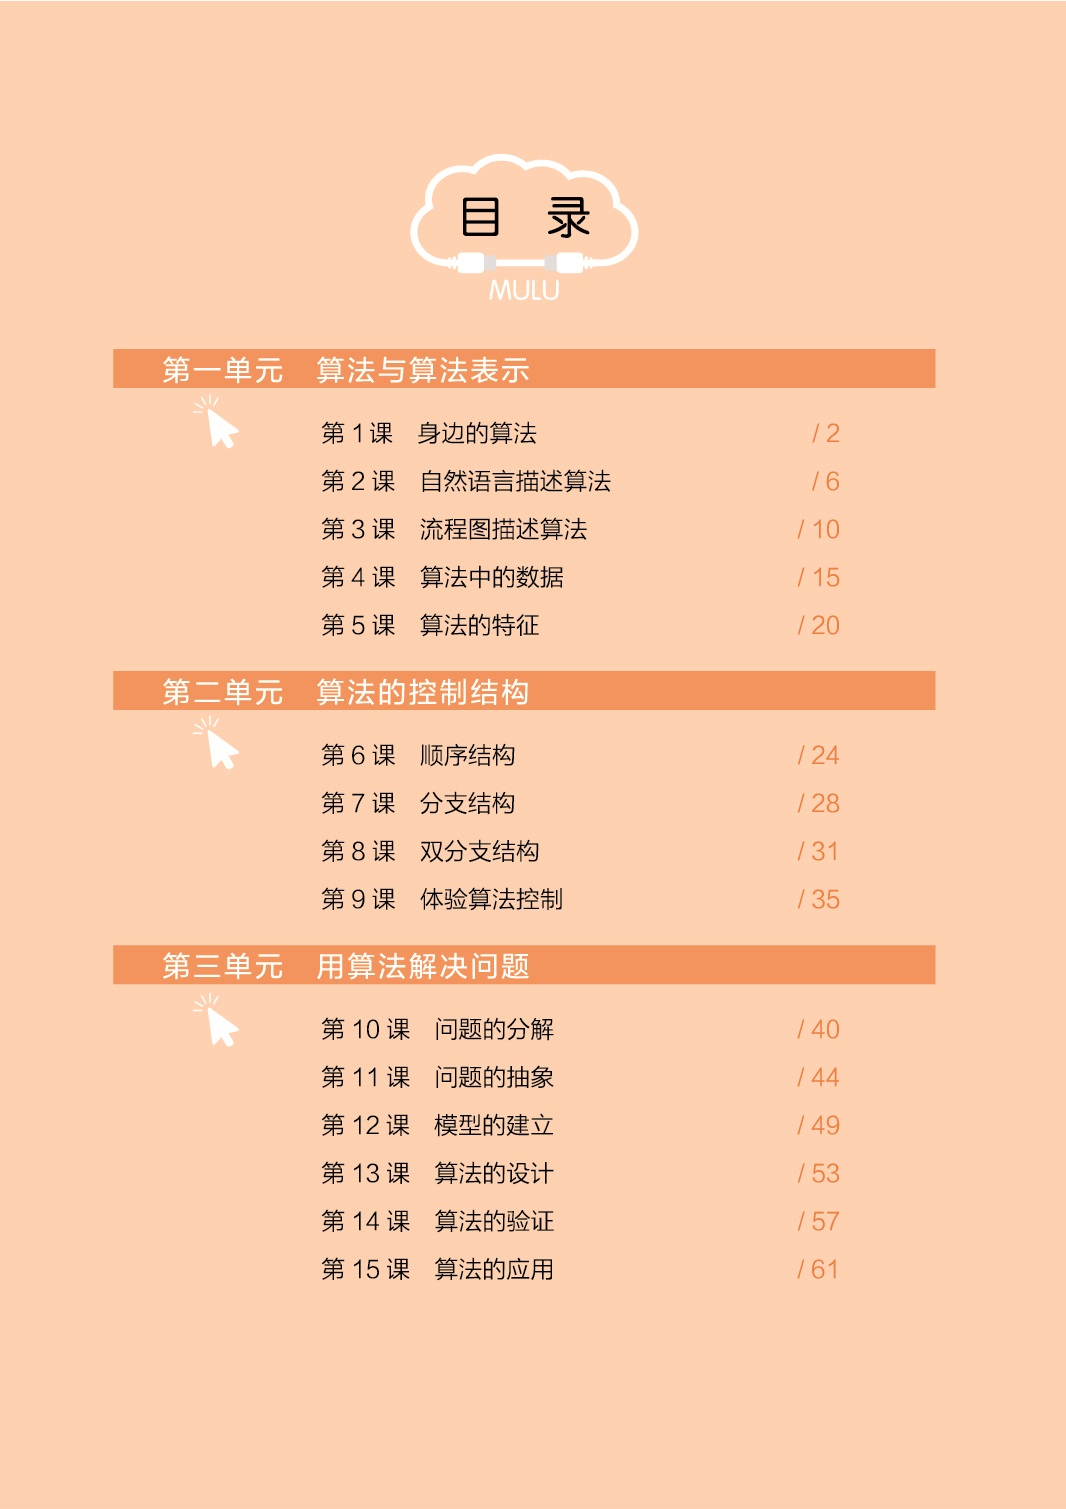 目 录
MULU
第一单元 算法与算法表示
第 1 课 身边的算法 / 2
第 2 课 自然语言描述算法 / 6
第 3 课 流程图描述算法 / 10
第 4 课 算法中的数据 / 15
第 5 课 算法的特征 / 20
第二单元 算法的控制结构
第 6 课 顺序结构 / 24
第 7 课 分支结构 / 28
第 8 课 双分支结构 / 31
第 9 课 体验算法控制 / 35
第三单元 用算法解决问题
第 10 课 问题的分解 / 40
第 11 课 问题的抽象 / 44
第 12 课 模型的建立 / 49
第 13 课 算法的设计 / 53
第 14 课 算法的验证 / 57
第 15 课 算法的应用 / 61